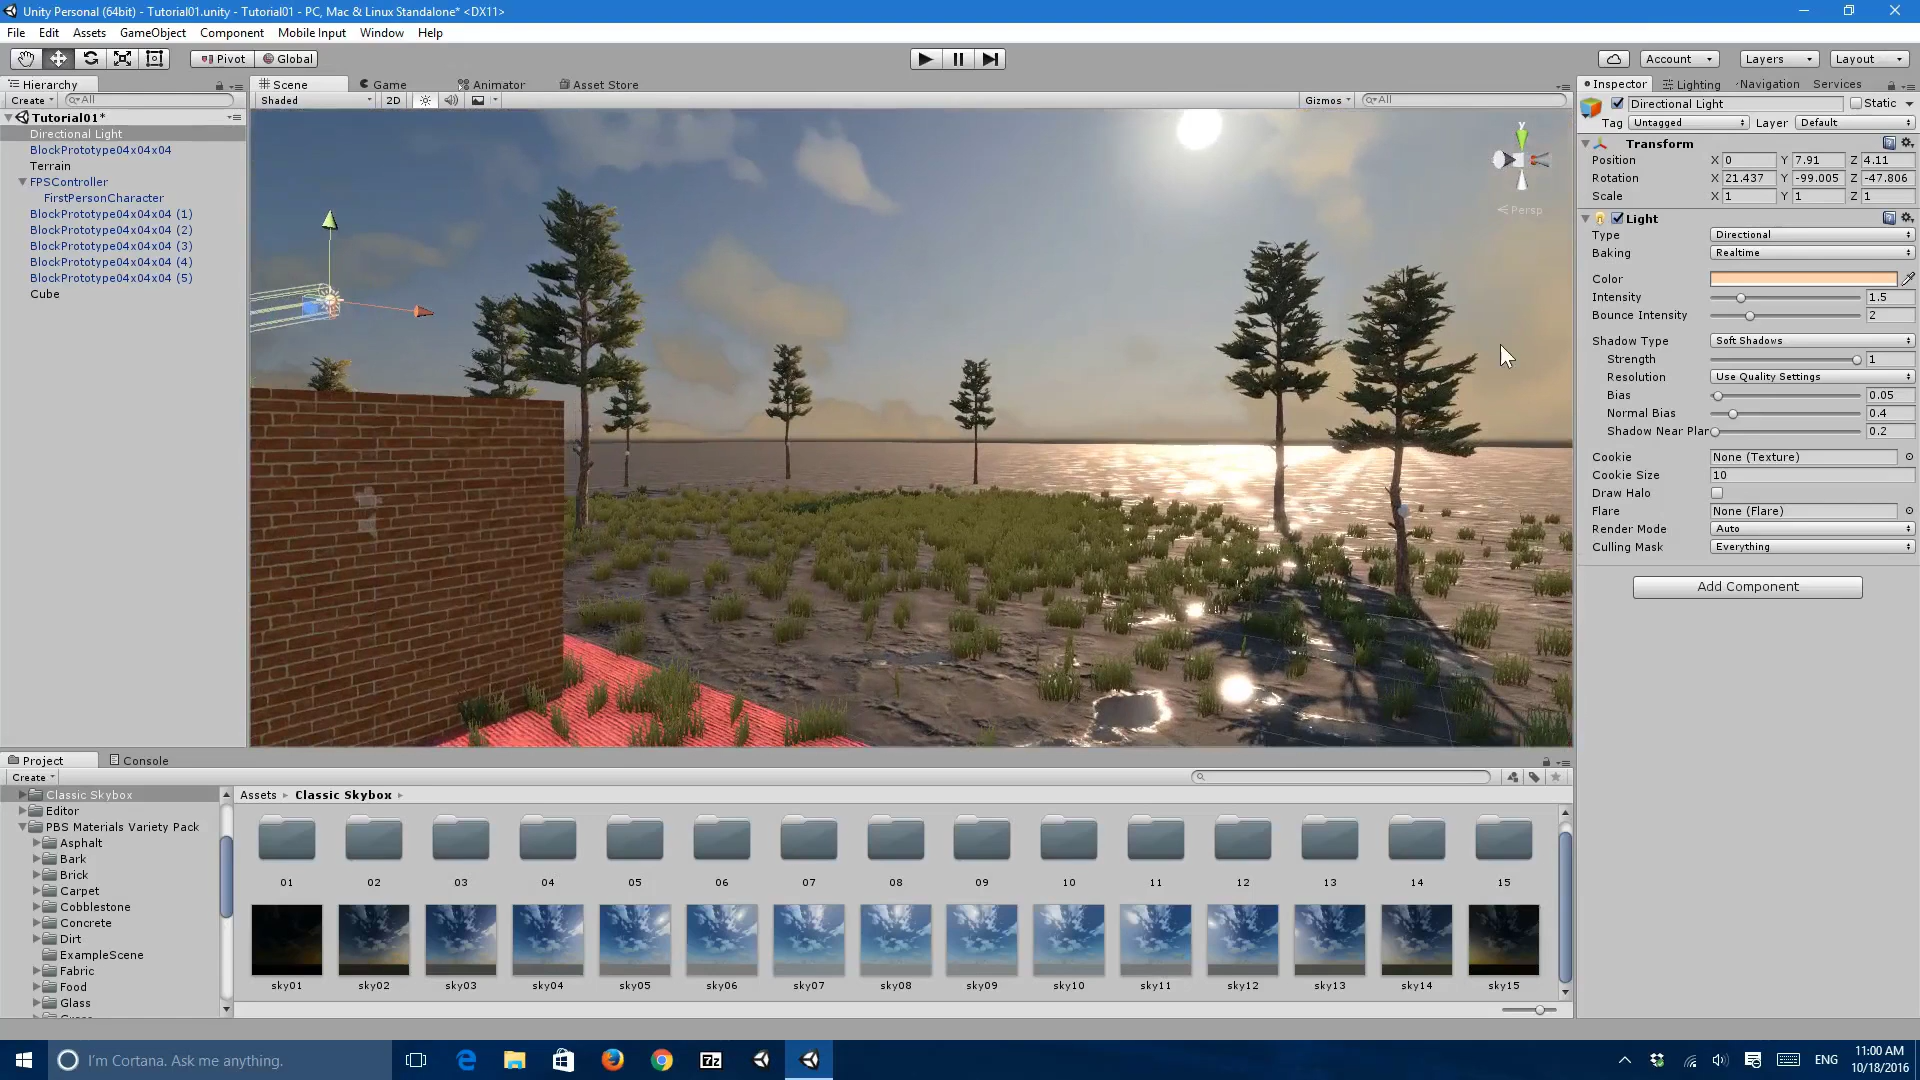 Unity Personal (64bit) - Tutorial01.unity - Tutorial01 - PC, Mac & Linux Standalone* <DX11>
File Edit Assets GameObject Component Mobile Input Window Help
Pivot Global Account Layers Layout
Hierarchy
Create All
Tutorial01*
Directional Light
BlockPrototype04x04x04
Terrain
FPSController
FirstPersonCharacter
BlockPrototype04x04x04 (1)
BlockPrototype04x04x04 (2)
BlockPrototype04x04x04 (3)
BlockPrototype04x04x04 (4)
BlockPrototype04x04x04 (5)
Cube
Scene Game Animator Asset Store
Shaded 2D Gizmos All
y
Persp
Inspector Lighting Navigation Services
Directional Light Static
Tag Untagged Layer Default
Transform
Position X 0 Y 7.91 Z 4.11
Rotation X 21.437 Y -99.005 Z -47.806
Scale X 1 Y 1 Z 1
Light
Type Directional
Baking Realtime
Color
Intensity 1.5
Bounce Intensity 2
Shadow Type Soft Shadows
Strength 1
Resolution Use Quality Settings
Bias 0.05
Normal Bias 0.4
Shadow Near Plar 0.2
Cookie None (Texture)
Cookie Size 10
Draw Halo
Flare None (Flare)
Render Mode Auto
Culling Mask Everything
Add Component
Project Console
Create
Classic Skybox
Editor
PBS Materials Variety Pack
Asphalt
Bark
Brick
Carpet
Cobblestone
Concrete
Dirt
ExampleScene
Fabric
Food
Glass
Assets Classic Skybox
01 02 03 04 05 06 07 08 09 10 11 12 13 14 15
sky01 sky02 sky03 sky04 sky05 sky06 sky07 sky08 sky09 sky10 sky11 sky12 sky13 sky14 sky15
I'm Cortana. Ask me anything.
7z
ENG
11:00 AM
10/18/2016